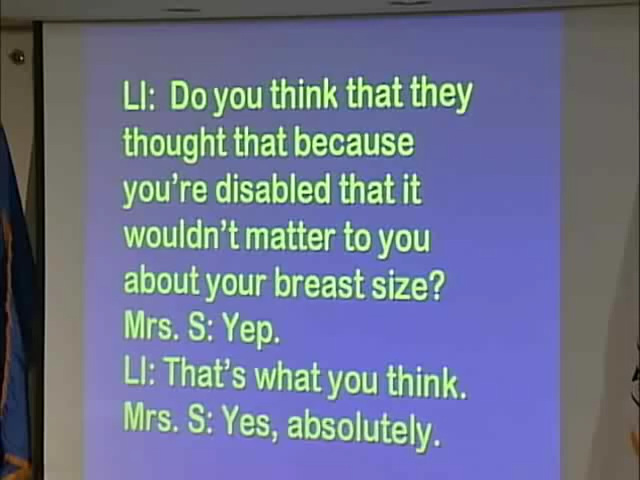 LI: Do you think that they
thought that because
you're disabled that it
wouldn't matter to you
about your breast size?
Mrs. S: Yep.
LI: That's what you think.
Mrs. S: Yes, absolutely.